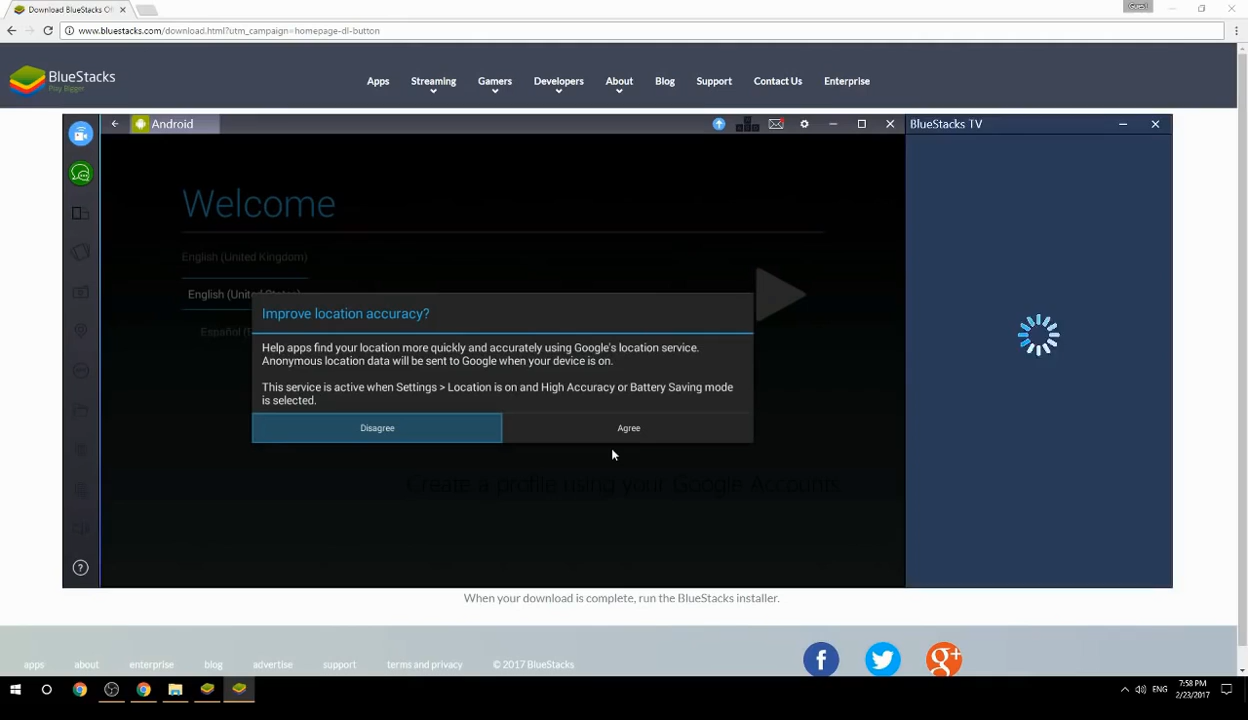 Download BlueStacks Of
Guest
www.bluestacks.com/download.html?utm_campaign=homepage-dl-button
BlueStacks
Play Bigger
Apps Streaming Gamers Developers About Blog Support Contact Us Enterprise
Android
BlueStacks TV
Welcome
English (United Kingdom)
English (United States)
Español (
Improve location accuracy?
Help apps find your location more quickly and accurately using Google's location service.
Anonymous location data will be sent to Google when your device is on.
This service is active when Settings > Location is on and High Accuracy or Battery Saving mode
is selected.
Disagree Agree
Create a profile using your Google Accounts
When your download is complete, run the BlueStacks installer.
apps about enterprise blog advertise support terms and privacy © 2017 BlueStacks
ENG
7:58 PM
2/23/2017